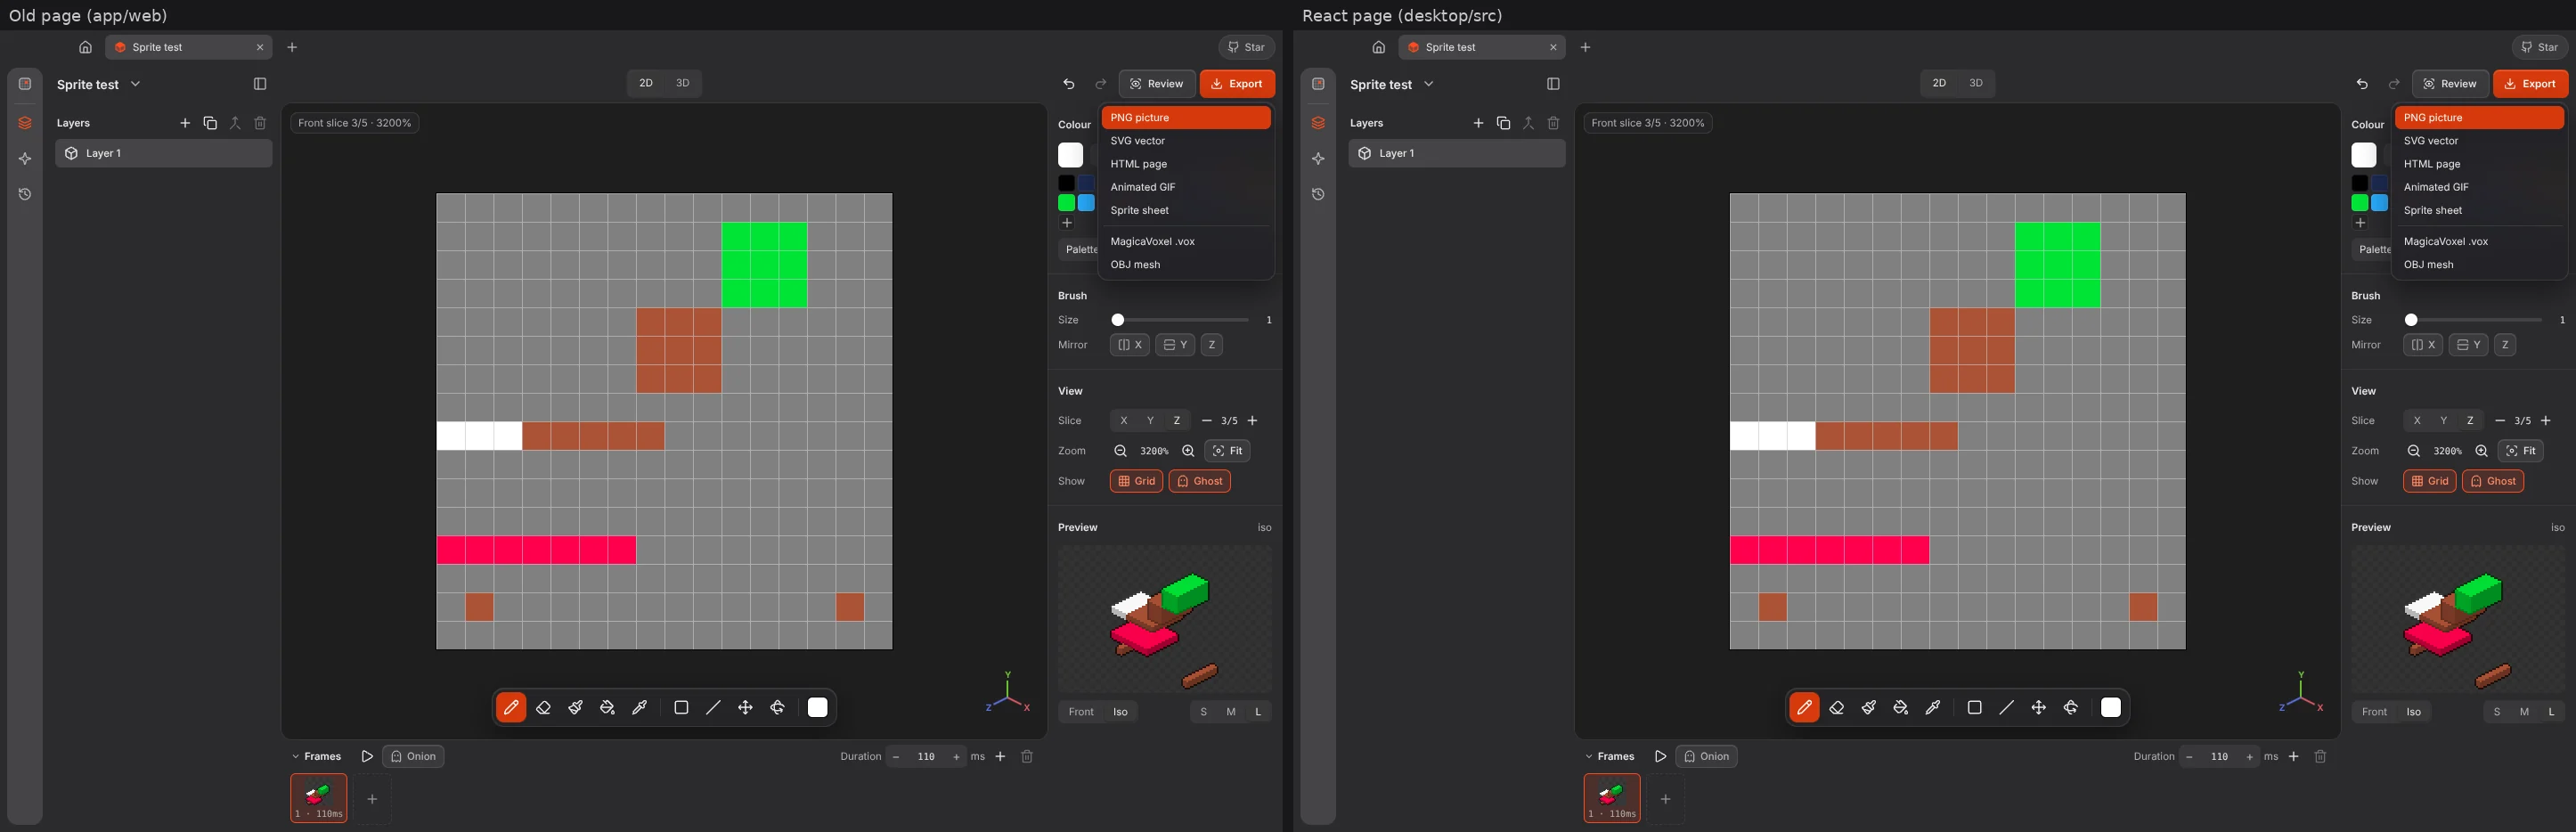 Old page (app/web)
Sprite test
Star
Sprite test
2D 3D
Review
Export
Layers
Layer 1
Front slice 3/5 · 3200%
Colour
PNG picture
SVG vector
HTML page
Animated GIF
Sprite sheet
MagicaVoxel .vox
OBJ mesh
Palette
Brush
Size 1
Mirror X Y Z
View
Slice X Y Z 3/5
Zoom 3200% Fit
Show Grid Ghost
Preview iso
Front Iso S M L
Y
Z X
Frames Onion Duration 110 ms
1 · 110ms
React page (desktop/src)
Sprite test
Star
Sprite test
2D 3D
Review
Export
Layers
Layer 1
Front slice 3/5 · 3200%
Colour
PNG picture
SVG vector
HTML page
Animated GIF
Sprite sheet
MagicaVoxel .vox
OBJ mesh
Palette
Brush
Size 1
Mirror X Y Z
View
Slice X Y Z 3/5
Zoom 3200% Fit
Show Grid Ghost
Preview iso
Front Iso S M L
Y
Z X
Frames Onion Duration 110 ms
1 · 110ms